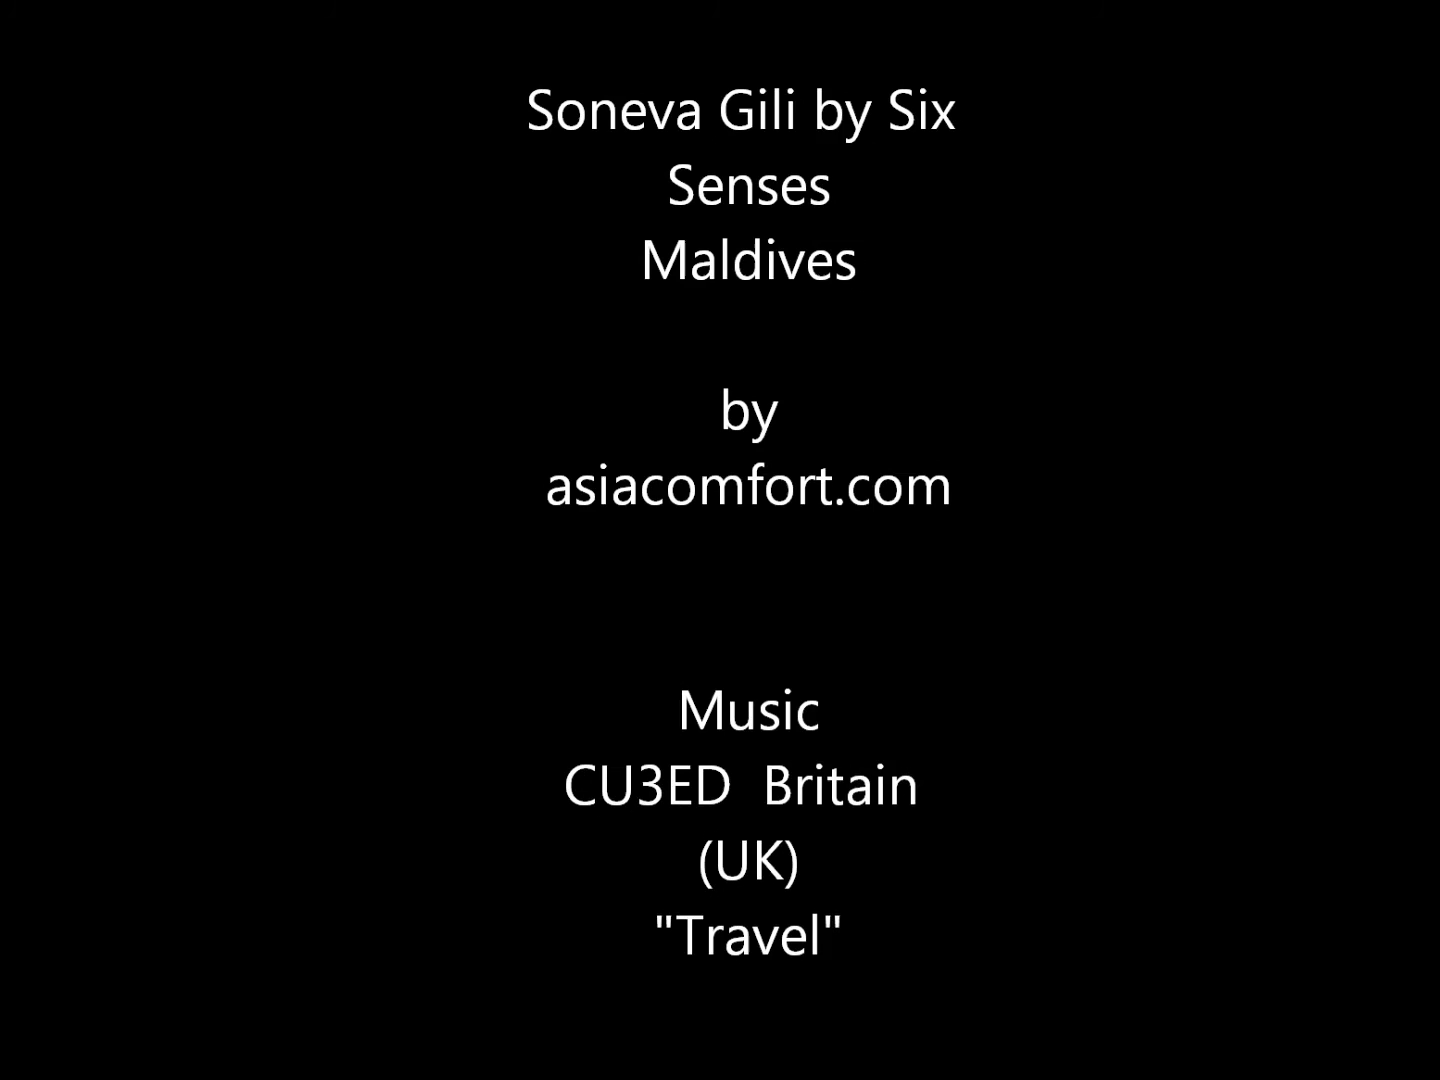 Soneva Gili by Six
Senses
Maldives
by
asiacomfort.com
Music
CU3ED  Britain
(UK)
"Travel"